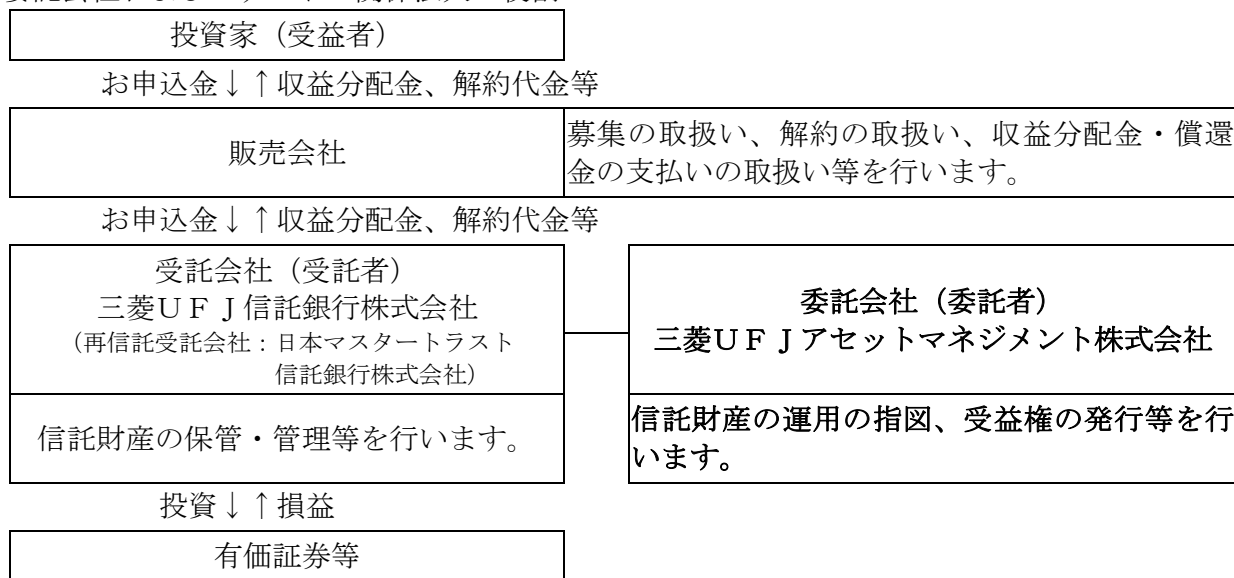 投資家（受益者）
お申込金↓↑収益分配金、解約代金等
販売会社
募集の取扱い、解約の取扱い、収益分配金・償還
金の支払いの取扱い等を行います。
お申込金↓↑収益分配金、解約代金等
受託会社（受託者）
三菱ＵＦＪ信託銀行株式会社
（再信託受託会社：日本マスタートラスト
信託銀行株式会社）
委託会社（委託者）
三菱ＵＦＪアセットマネジメント株式会社
信託財産の保管・管理等を行います。
信託財産の運用の指図、受益権の発行等を行
います。
投資↓↑損益
有価証券等